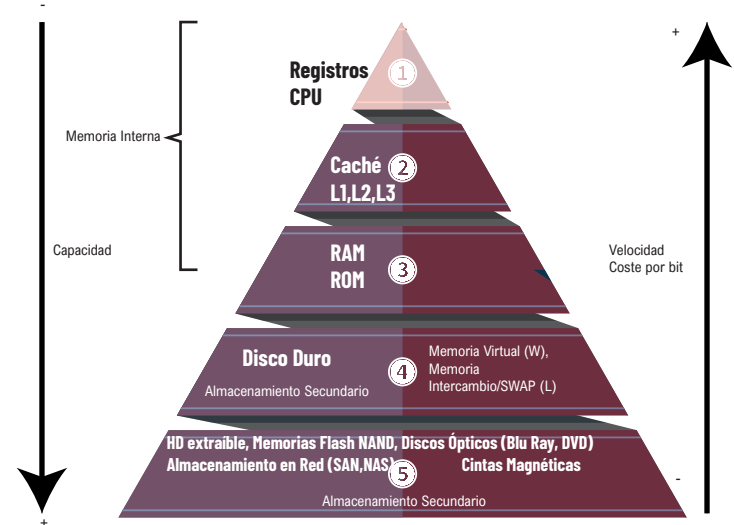 -
+
Registros
CPU
1
Memoria Interna
Caché
L1,L2,L3
2
Capacidad
RAM
ROM
3
Velocidad
Coste por bit
Disco Duro
Almacenamiento Secundario
4
Memoria Virtual (W),
Memoria
Intercambio/SWAP (L)
HD extraíble, Memorias Flash NAND, Discos Ópticos (Blu Ray, DVD)
Almacenamiento en Red (SAN,NAS)
5
Cintas Magnéticas
Almacenamiento Secundario
-
+